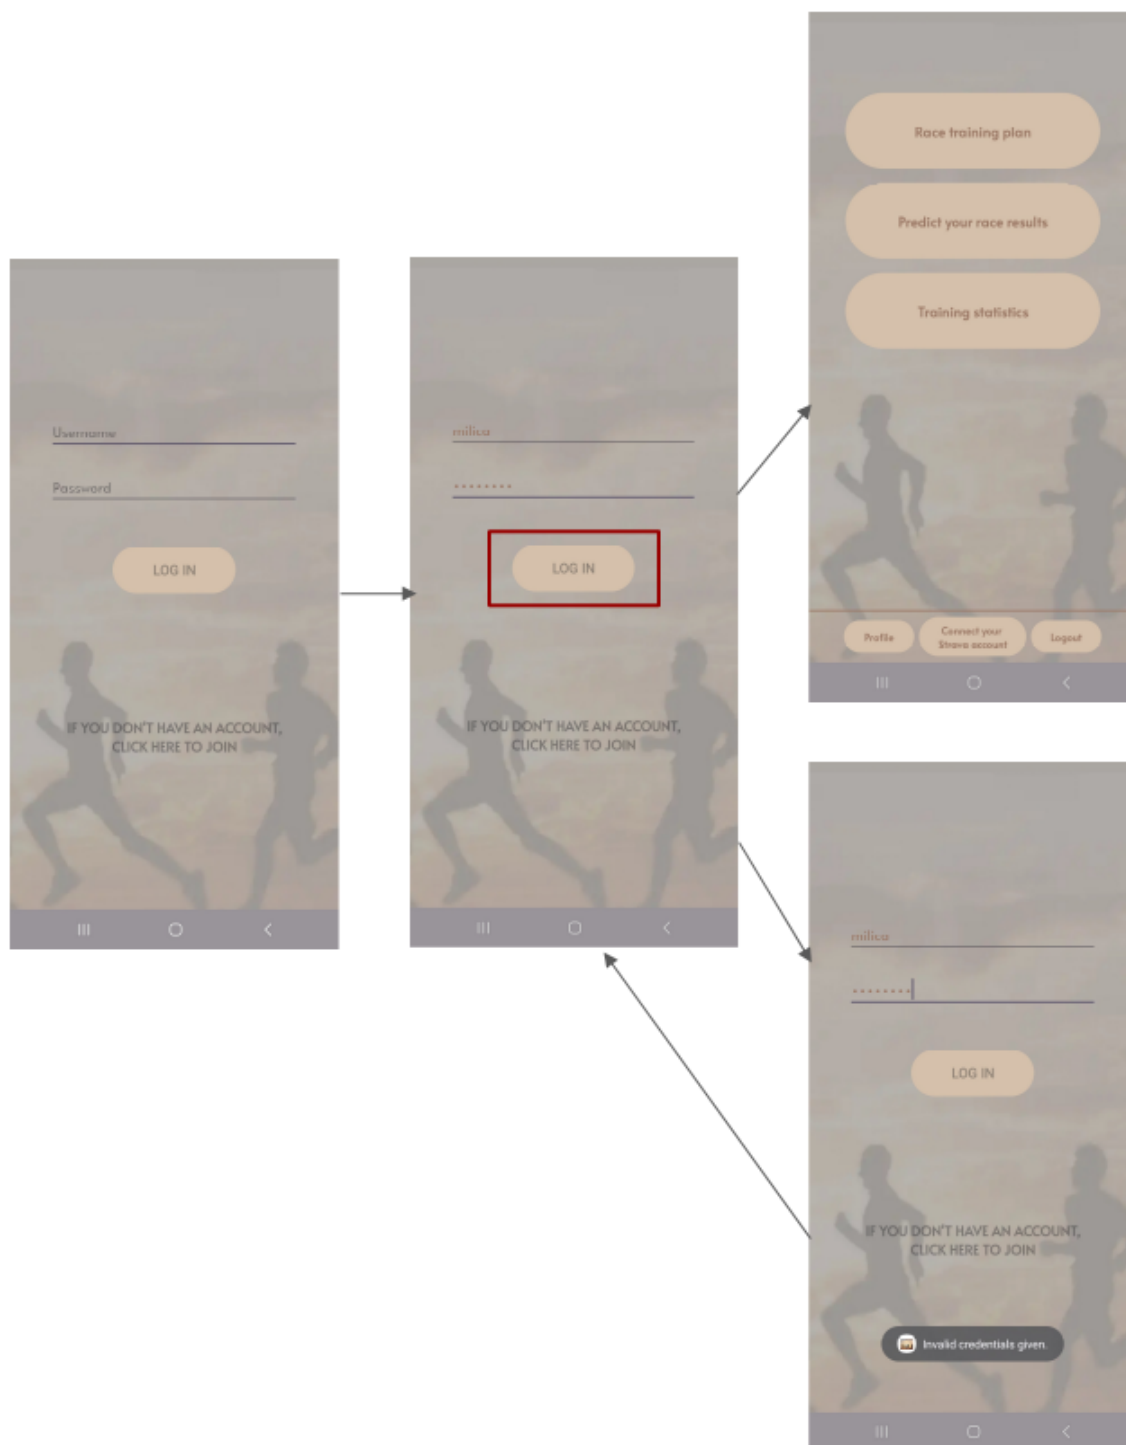 Username
Password
LOG IN
IF YOU DON'T HAVE AN ACCOUNT,
CLICK HERE TO JOIN
milica
••••••••
LOG IN
IF YOU DON'T HAVE AN ACCOUNT,
CLICK HERE TO JOIN
Race training plan
Predict your race results
Training statistics
Profile
Connect your
Strava account
Logout
milica
••••••••
LOG IN
IF YOU DON'T HAVE AN ACCOUNT,
CLICK HERE TO JOIN
Invalid credentials given.